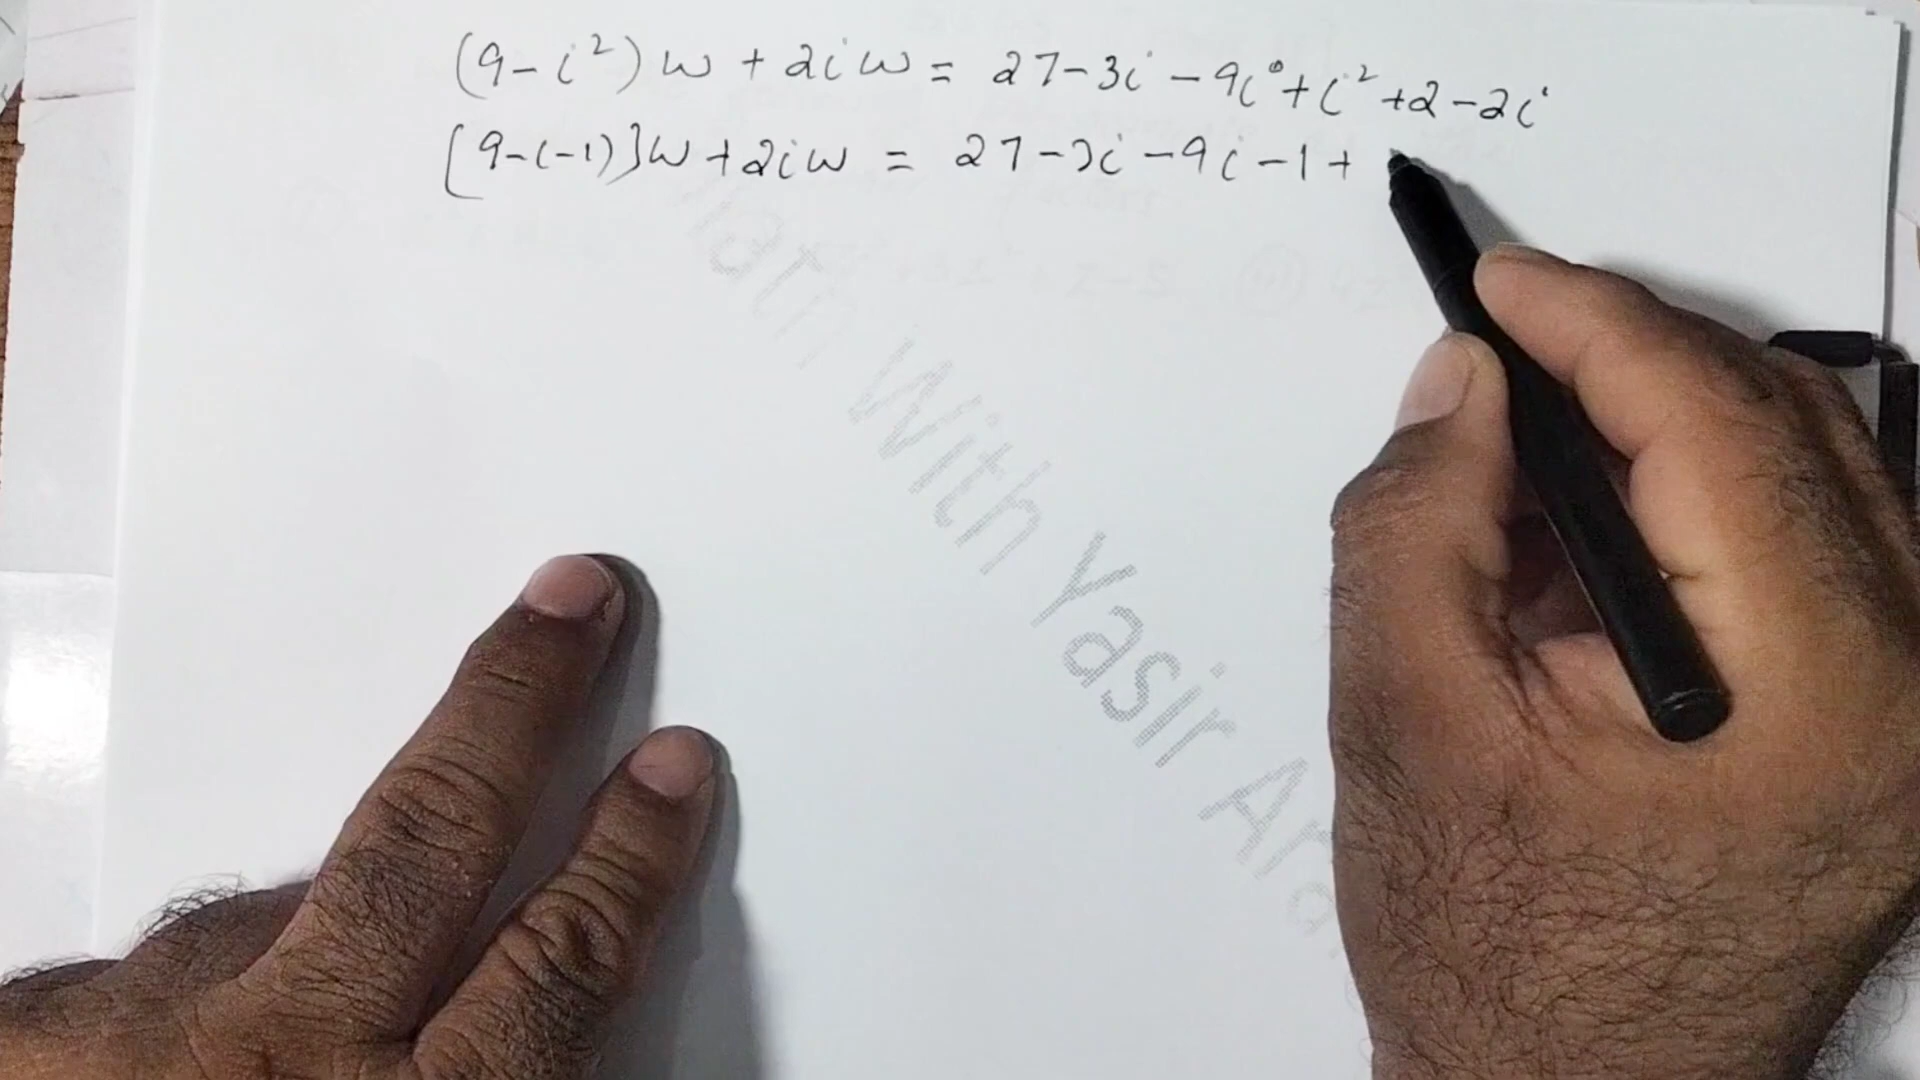 (9-i²)w + 2iw = 27-3i-9i+i²+2-2i
[9-(-1)]w+2iw = 27-3i-9i-1+
Math With Yasir